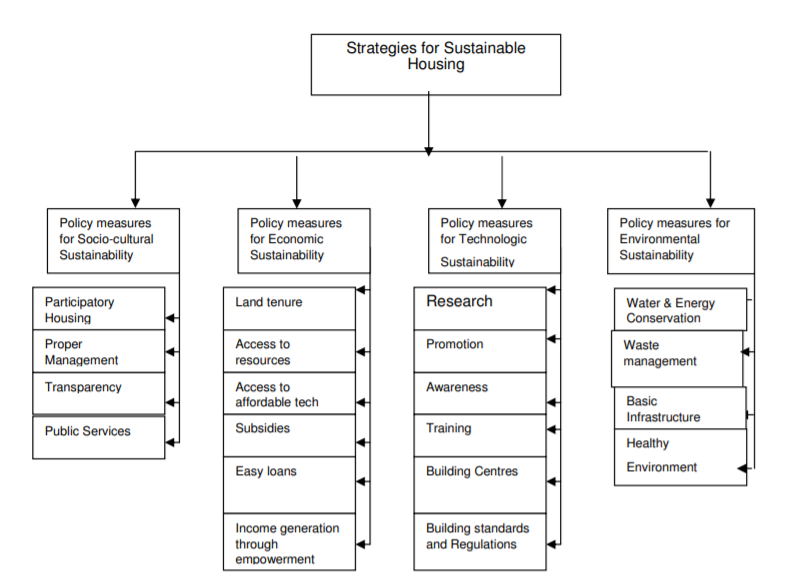 Strategies for Sustainable
Housing
Policy measures
for Socio-cultural
Sustainability
Participatory
Housing
Proper
Management
Transparency
Public Services
Policy measures
for Economic
Sustainability
Land tenure
Access to
resources
Access to
affordable tech
Subsidies
Easy loans
Income generation
through
empowerment
Policy measures
for Technologic
Sustainability
Research
Promotion
Awareness
Training
Building Centres
Building standards
and Regulations
Policy measures for
Environmental
Sustainability
Water & Energy
Conservation
Waste
management
Basic
Infrastructure
Healthy
Environment